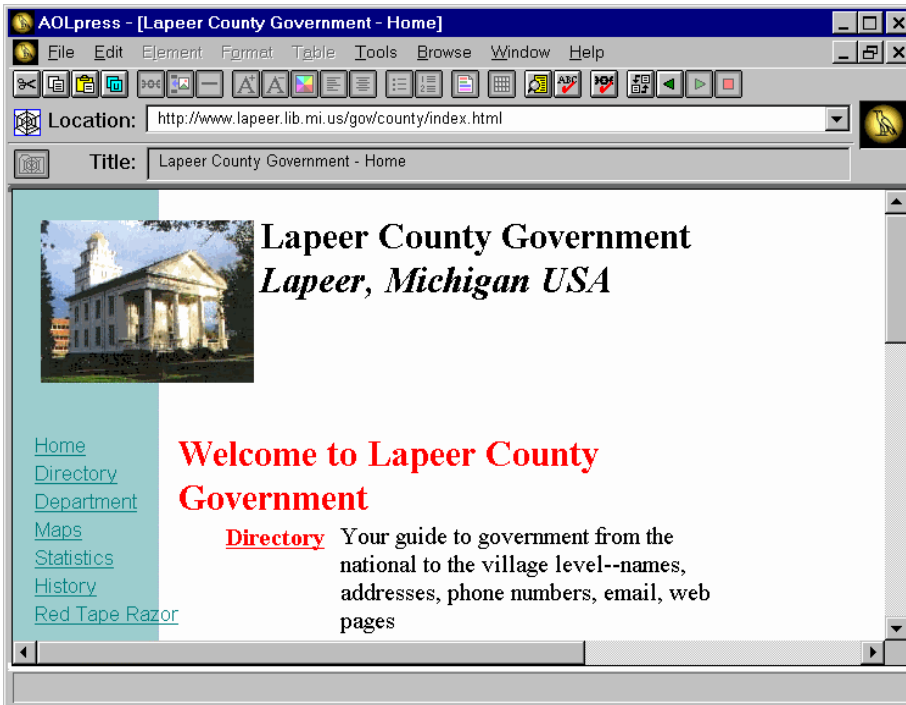 AOLpress - [Lapeer County Government - Home]
File Edit Element Format Table Tools Browse Window Help
ABC
Location: http://www.lapeer.lib.mi.us/gov/county/index.html
Title: Lapeer County Government - Home
Lapeer County Government
Lapeer, Michigan USA
Home
Directory
Department
Maps
Statistics
History
Red Tape Razor
Welcome to Lapeer County
Government
Directory Your guide to government from the
national to the village level--names,
addresses, phone numbers, email, web
pages